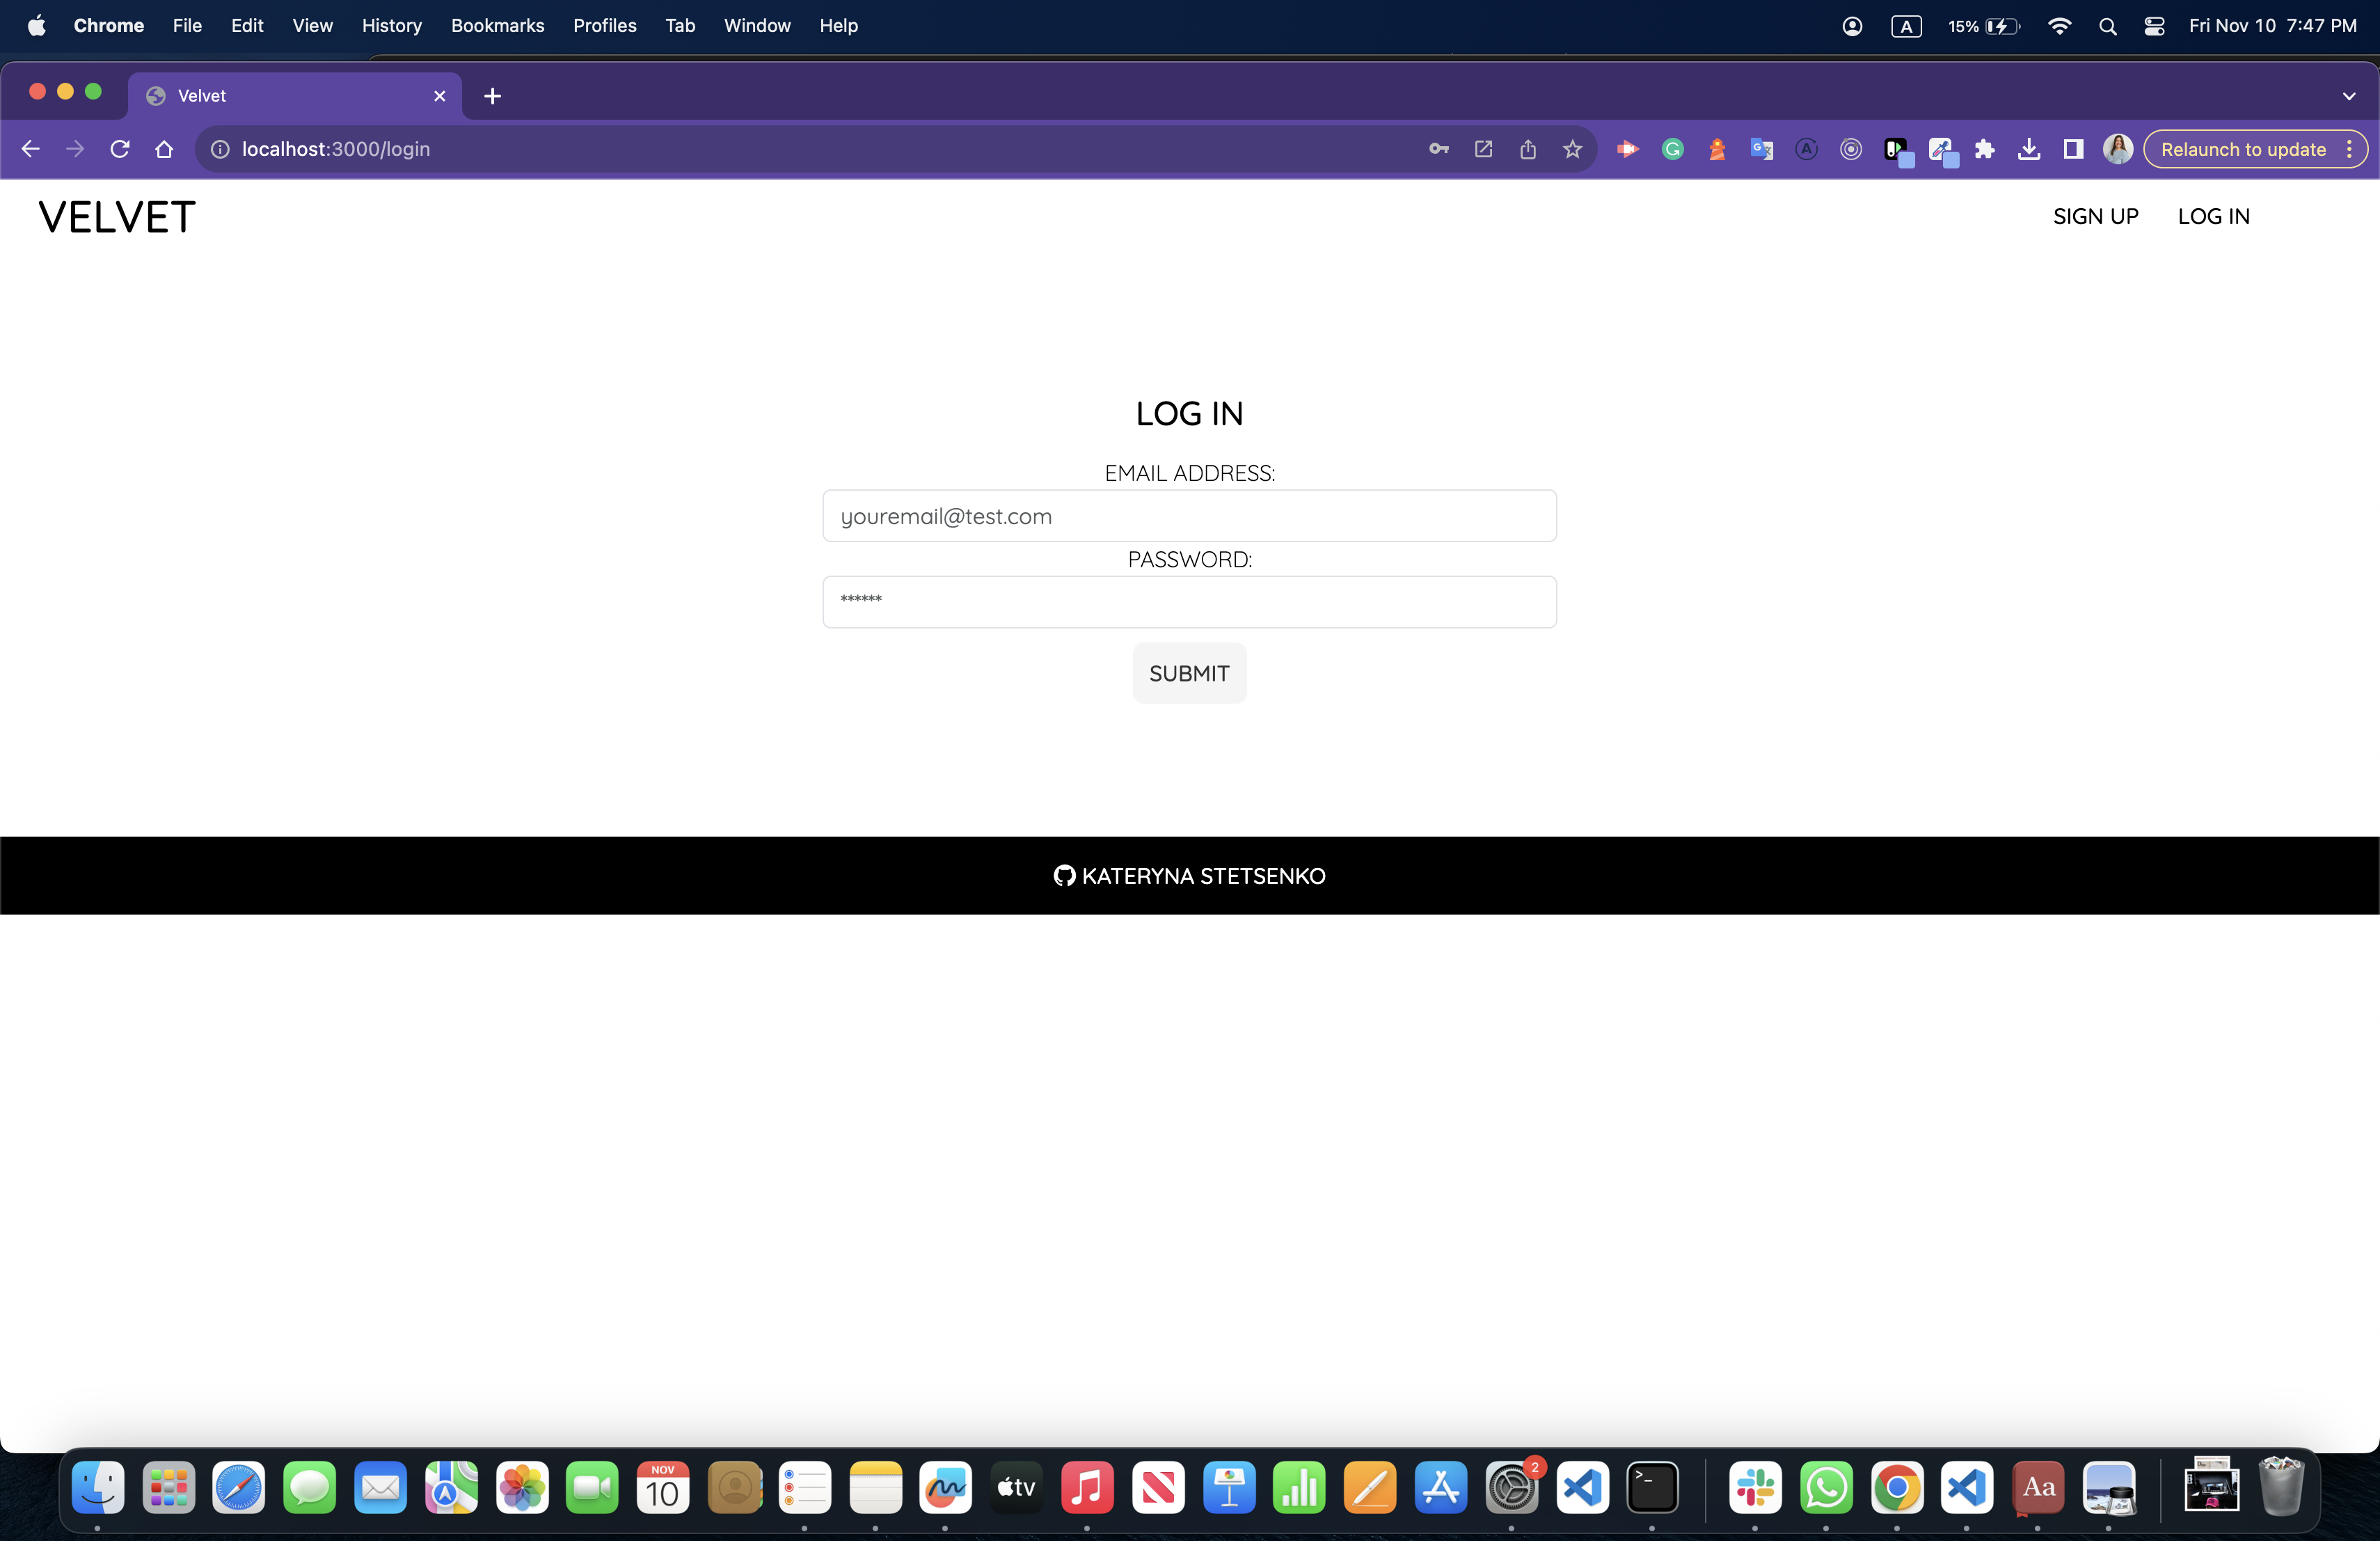 Chrome File Edit View History Bookmarks Profiles Tab Window Help A 15% Fri Nov 10 7:47 PM
Velvet
localhost:3000/login Relaunch to update
VELVET SIGN UP LOG IN
LOG IN
EMAIL ADDRESS:
youremail@test.com
PASSWORD:
******
SUBMIT
KATERYNA STETSENKO
NOV
10
tv
2
>_
Aa